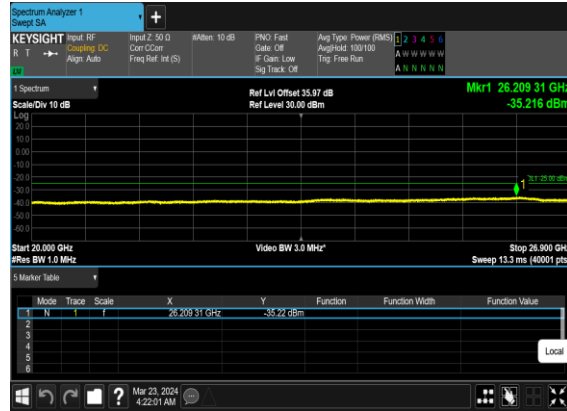 Spectrum Analyzer 1
Swept SA
+
KEYSIGHT Input: RF Input Z: 50 Ω #Atten: 10 dB PNO: Fast Avg Type: Power (RMS) 1 2 3 4 5 6
R T Coupling: DC Corr CCorr Gate: Off Avg|Hold: 100/100 A W W W W W
Align: Auto Freq Ref: Int (S) IF Gain: Low Trig: Free Run
Sig Track: Off A N N N N N
1 Spectrum Ref Lvl Offset 35.97 dB Mkr1 26.209 31 GHz
Scale/Div 10 dB Ref Level 30.00 dBm -35.216 dBm
Log
20.0
10.0
0.00
-10.0
-20.0
-30.0
-40.0
-50.0
-60.0
1
DL1 -25.00 dBm
Start 20.000 GHz Video BW 3.0 MHz* Stop 26.900 GHz
#Res BW 1.0 MHz Sweep 13.3 ms (40001 pts)
5 Marker Table
Mode Trace Scale X Y Function Function Width Function Value
1 N 1 f 26.209 31 GHz -35.22 dBm
2
3
4
5
6
Local
? Mar 23, 2024
4:22:01 AM